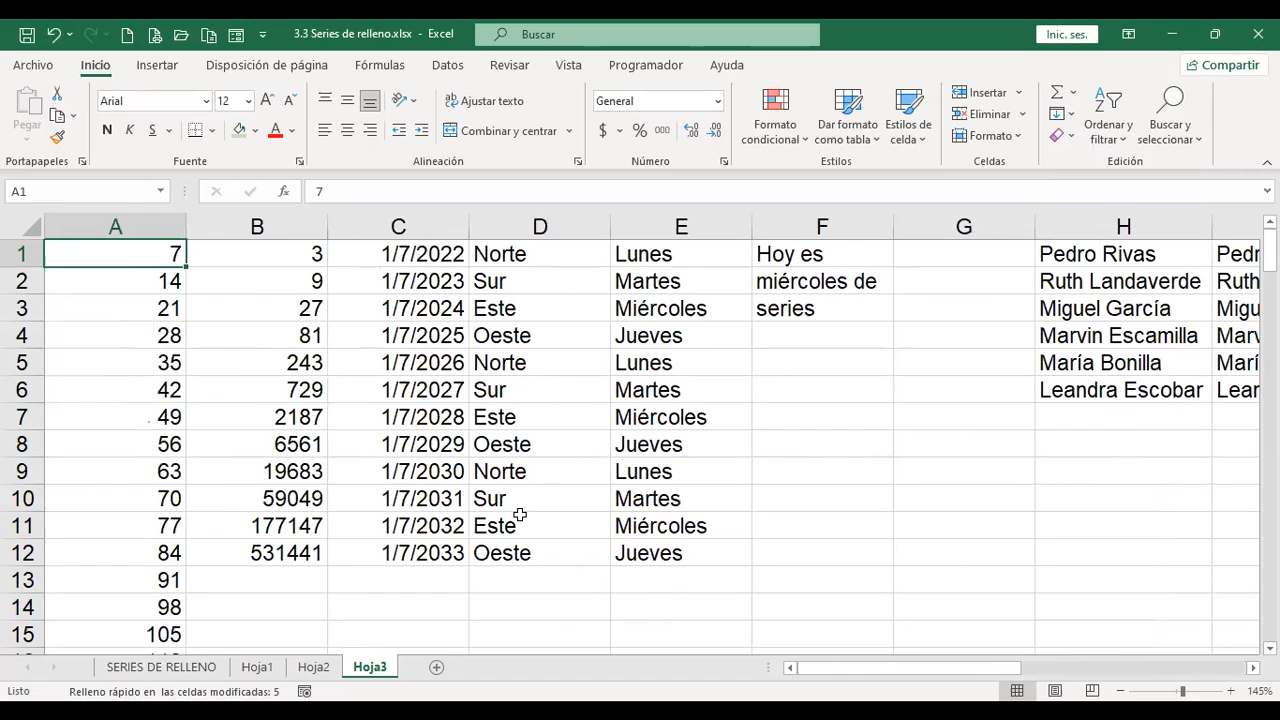 3.3 Series de relleno.xlsx - Excel
Buscar
Inic. ses.
Archivo Inicio Insertar Disposición de página Fórmulas Datos Revisar Vista Programador Ayuda Compartir
Pegar
Arial 12
N K S
Ajustar texto
Combinar y centrar
General
$ % 000
Formato condicional
Dar formato como tabla
Estilos de celda
Insertar
Eliminar
Formato
Ordenar y filtrar
Buscar y seleccionar
Portapapeles Fuente Alineación Número Estilos Celdas Edición
A1 fx 7
A B C D E F G H
1 7 3 1/7/2022 Norte Lunes Hoy es Pedro Rivas Pedr
2 14 9 1/7/2023 Sur Martes miércoles de Ruth Landaverde Ruth
3 21 27 1/7/2024 Este Miércoles series Miguel García Migu
4 28 81 1/7/2025 Oeste Jueves Marvin Escamilla Marv
5 35 243 1/7/2026 Norte Lunes María Bonilla Marí
6 42 729 1/7/2027 Sur Martes Leandra Escobar Lean
7 49 2187 1/7/2028 Este Miércoles
8 56 6561 1/7/2029 Oeste Jueves
9 63 19683 1/7/2030 Norte Lunes
10 70 59049 1/7/2031 Sur Martes
11 77 177147 1/7/2032 Este Miércoles
12 84 531441 1/7/2033 Oeste Jueves
13 91
14 98
15 105
SERIES DE RELLENO Hoja1 Hoja2 Hoja3
Listo Relleno rápido en las celdas modificadas: 5 145%